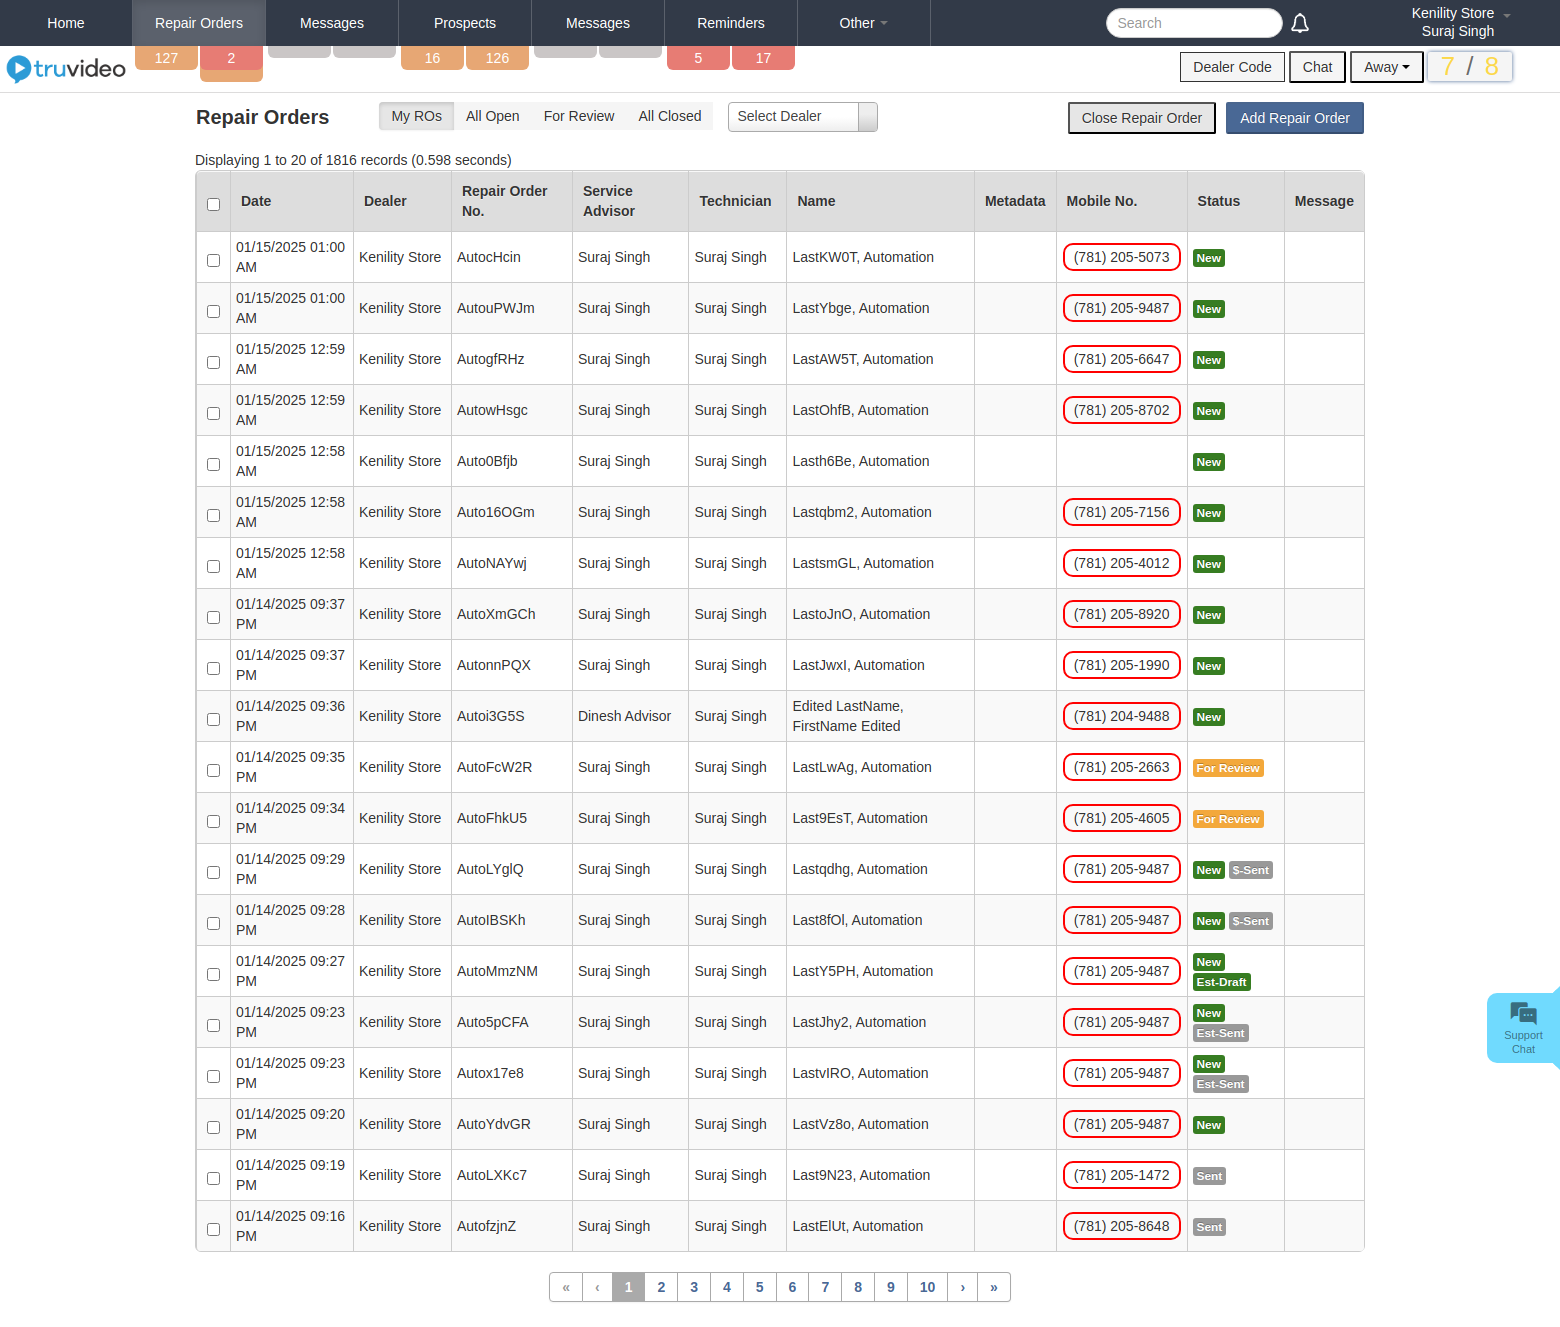 Home Repair Orders Messages Prospects Messages Reminders Other Search Kenility Store
Suraj Singh
127 2 16 126 5 17
truvideo Dealer Code Chat Away 7 / 8
Repair Orders My ROs All Open For Review All Closed Select Dealer Close Repair Order Add Repair Order
Displaying 1 to 20 of 1816 records (0.598 seconds)
Date Dealer Repair Order No. Service Advisor Technician Name Metadata Mobile No. Status Message
01/15/2025 01:00 AM Kenility Store AutocHcin Suraj Singh Suraj Singh LastKW0T, Automation (781) 205-5073 New
01/15/2025 01:00 AM Kenility Store AutouPWJm Suraj Singh Suraj Singh LastYbge, Automation (781) 205-9487 New
01/15/2025 12:59 AM Kenility Store AutogfRHz Suraj Singh Suraj Singh LastAW5T, Automation (781) 205-6647 New
01/15/2025 12:59 AM Kenility Store AutowHsgc Suraj Singh Suraj Singh LastOhfB, Automation (781) 205-8702 New
01/15/2025 12:58 AM Kenility Store Auto0Bfjb Suraj Singh Suraj Singh Lasth6Be, Automation New
01/15/2025 12:58 AM Kenility Store Auto16OGm Suraj Singh Suraj Singh Lastqbm2, Automation (781) 205-7156 New
01/15/2025 12:58 AM Kenility Store AutoNAYwj Suraj Singh Suraj Singh LastsmGL, Automation (781) 205-4012 New
01/14/2025 09:37 PM Kenility Store AutoXmGCh Suraj Singh Suraj Singh LastoJnO, Automation (781) 205-8920 New
01/14/2025 09:37 PM Kenility Store AutonnPQX Suraj Singh Suraj Singh LastJwxI, Automation (781) 205-1990 New
01/14/2025 09:36 PM Kenility Store Autoi3G5S Dinesh Advisor Suraj Singh Edited LastName, FirstName Edited (781) 204-9488 New
01/14/2025 09:35 PM Kenility Store AutoFcW2R Suraj Singh Suraj Singh LastLwAg, Automation (781) 205-2663 For Review
01/14/2025 09:34 PM Kenility Store AutoFhkU5 Suraj Singh Suraj Singh Last9EsT, Automation (781) 205-4605 For Review
01/14/2025 09:29 PM Kenility Store AutoLYglQ Suraj Singh Suraj Singh Lastqdhg, Automation (781) 205-9487 New $-Sent
01/14/2025 09:28 PM Kenility Store AutoIBSKh Suraj Singh Suraj Singh Last8fOl, Automation (781) 205-9487 New $-Sent
01/14/2025 09:27 PM Kenility Store AutoMmzNM Suraj Singh Suraj Singh LastY5PH, Automation (781) 205-9487 New Est-Draft
01/14/2025 09:23 PM Kenility Store Auto5pCFA Suraj Singh Suraj Singh LastJhy2, Automation (781) 205-9487 New Est-Sent
01/14/2025 09:23 PM Kenility Store Autox17e8 Suraj Singh Suraj Singh LastvIRO, Automation (781) 205-9487 New Est-Sent
01/14/2025 09:20 PM Kenility Store AutoYdvGR Suraj Singh Suraj Singh LastVz8o, Automation (781) 205-9487 New
01/14/2025 09:19 PM Kenility Store AutoLXKc7 Suraj Singh Suraj Singh Last9N23, Automation (781) 205-1472 Sent
01/14/2025 09:16 PM Kenility Store AutofzjnZ Suraj Singh Suraj Singh LastElUt, Automation (781) 205-8648 Sent
Support
Chat
« ‹ 1 2 3 4 5 6 7 8 9 10 › »